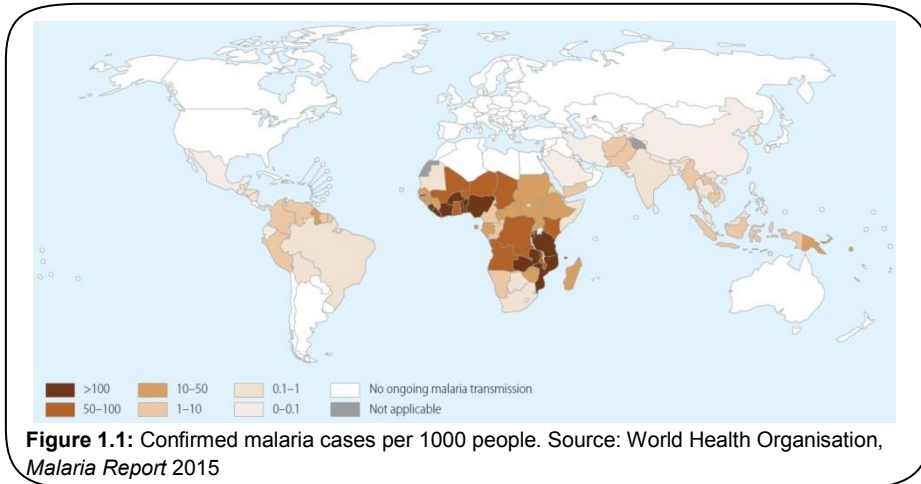 >100 10–50 0.1–1 No ongoing malaria transmission
50–100 1–10 0–0.1 Not applicable
Figure 1.1: Confirmed malaria cases per 1000 people. Source: World Health Organisation,
Malaria Report 2015